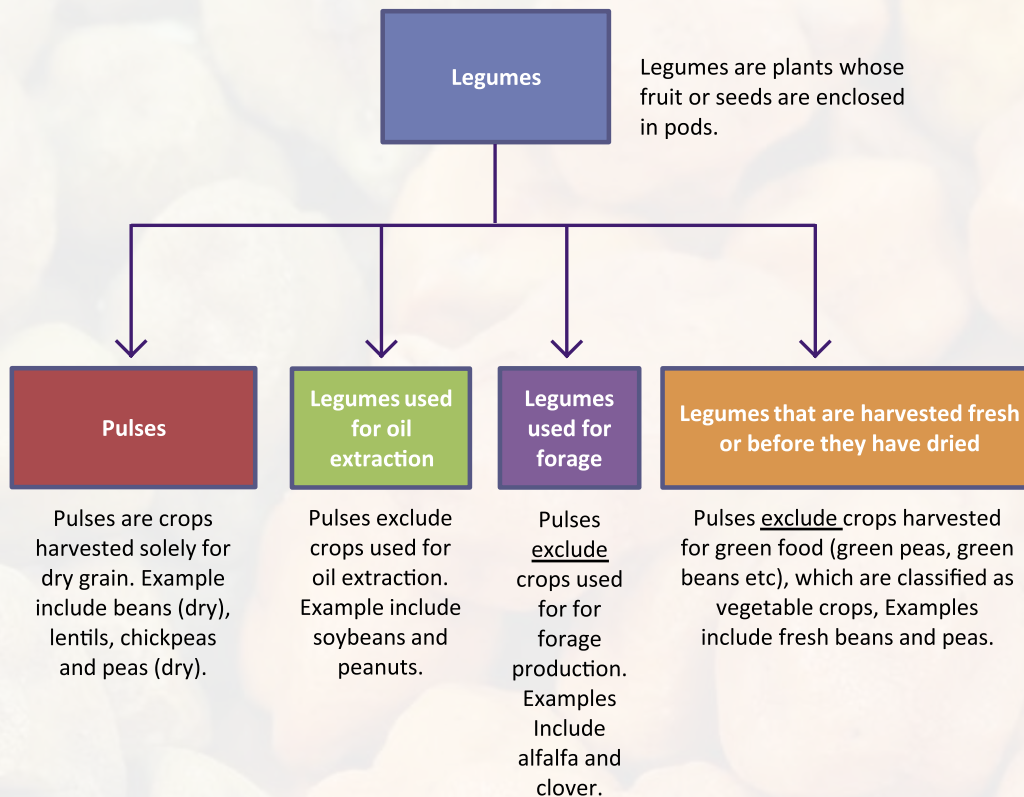 Legumes
Legumes are plants whose
fruit or seeds are enclosed
in pods.
Pulses
Pulses are crops
harvested solely for
dry grain. Example
include beans (dry),
lentils, chickpeas
and peas (dry).
Legumes used
for oil
extraction
Pulses exclude
crops used for
oil extraction.
Example include
soybeans and
peanuts.
Legumes
used for
forage
Pulses
exclude
crops used
for for
forage
production.
Examples
Include
alfalfa and
clover.
Legumes that are harvested fresh
or before they have dried
Pulses exclude crops harvested
for green food (green peas, green
beans etc), which are classified as
vegetable crops, Examples
include fresh beans and peas.